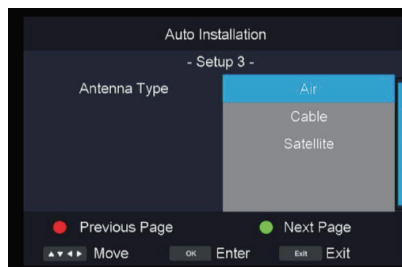 Auto Installation
- Setup 3 -
Antenna Type Air
Cable
Satellite
Previous Page Next Page
Move OK Enter Exit Exit